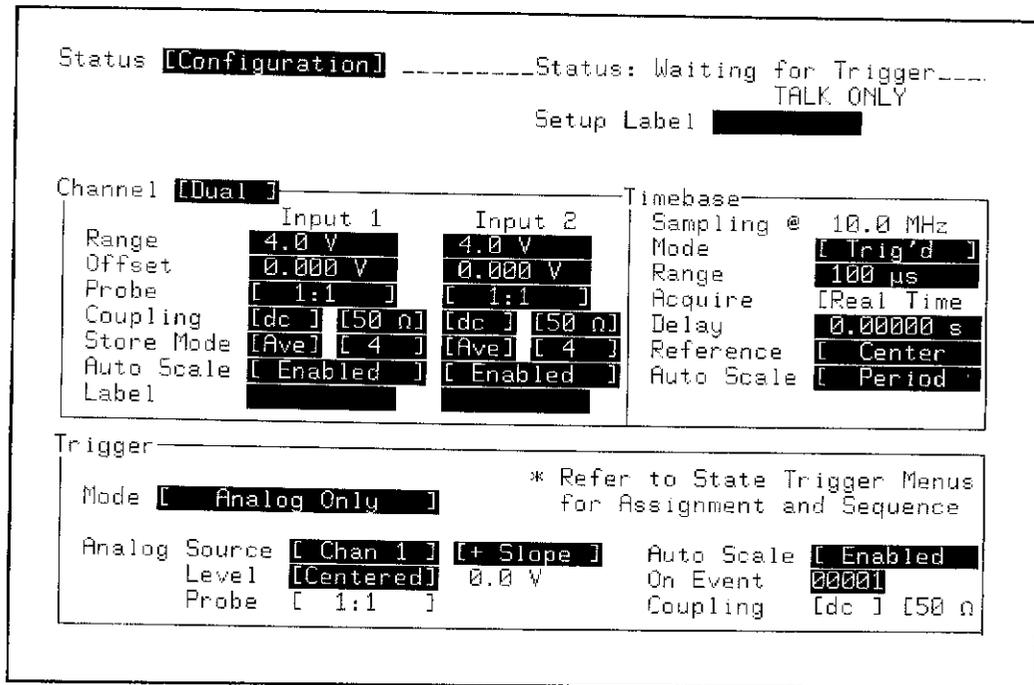 Status [Configuration] _________Status: Waiting for Trigger____
TALK ONLY
Setup Label
Channel [Dual ] Timebase
Input 1 Input 2 Sampling @ 10.0 MHz
Range 4.0 V 4.0 V Mode [ Trig'd ]
Offset 0.000 V 0.000 V Range 100 µs
Probe [ 1:1 ] [ 1:1 ] Acquire [Real Time
Coupling [dc ] [50 Ω] [dc ] [50 Ω] Delay 0.00000 s
Store Mode [Ave] [ 4 ] [Ave] [ 4 ] Reference [ Center
Auto Scale [ Enabled ] [ Enabled ] Auto Scale [ Period
Label
Trigger
* Refer to State Trigger Menus
Mode [ Analog Only ] for Assignment and Sequence
Analog Source [ Chan 1 ] [+ Slope ] Auto Scale [ Enabled
Level [Centered] 0.0 V On Event 00001
Probe [ 1:1 ] Coupling [dc ] [50 Ω